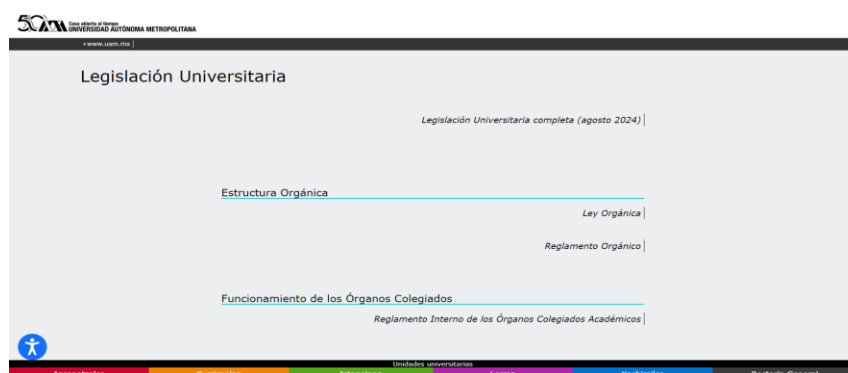 50 Casa abierta al tiempo
UNIVERSIDAD AUTÓNOMA METROPOLITANA
www.uam.mx
Legislación Universitaria
Legislación Universitaria completa (agosto 2024)
Estructura Orgánica
Ley Orgánica
Reglamento Orgánico
Funcionamiento de los Órganos Colegiados
Reglamento Interno de los Órganos Colegiados Académicos
Unidades universitarias